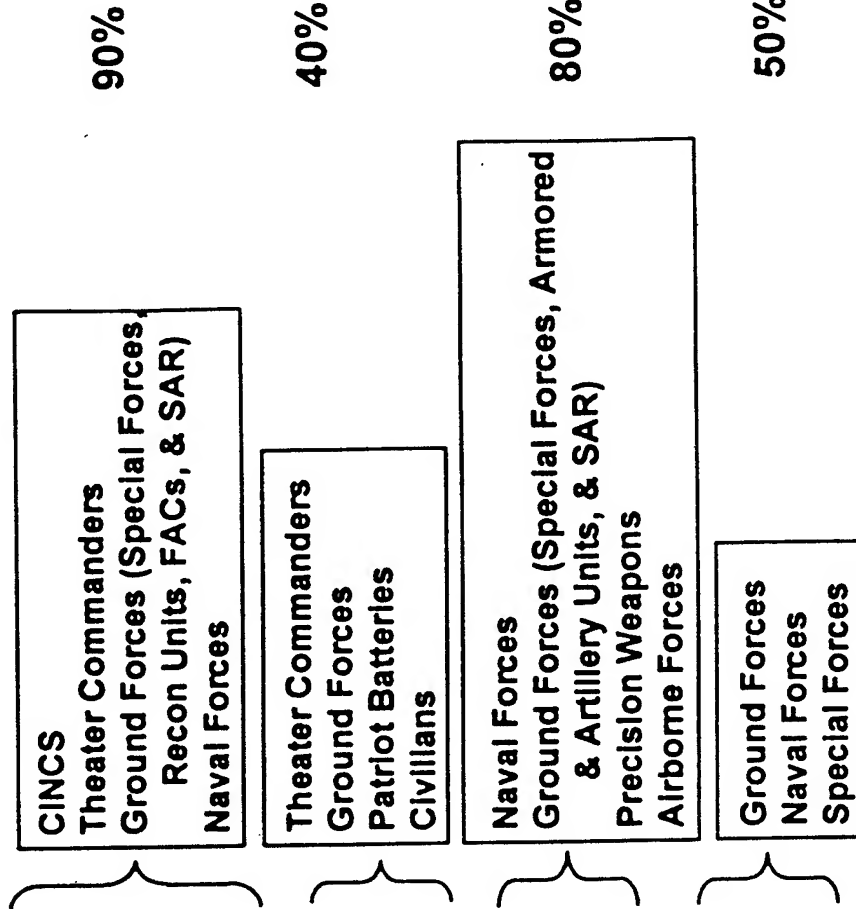 CINCS
Theater Commanders
Ground Forces (Special Forces,
Recon Units, FACs, & SAR)
Naval Forces
90%
Theater Commanders
Ground Forces
Patriot Batteries
Civilians
40%
Naval Forces
Ground Forces (Special Forces, Armored
& Artillery Units, & SAR)
Precision Weapons
Airborne Forces
80%
Ground Forces
Naval Forces
Special Forces
50%